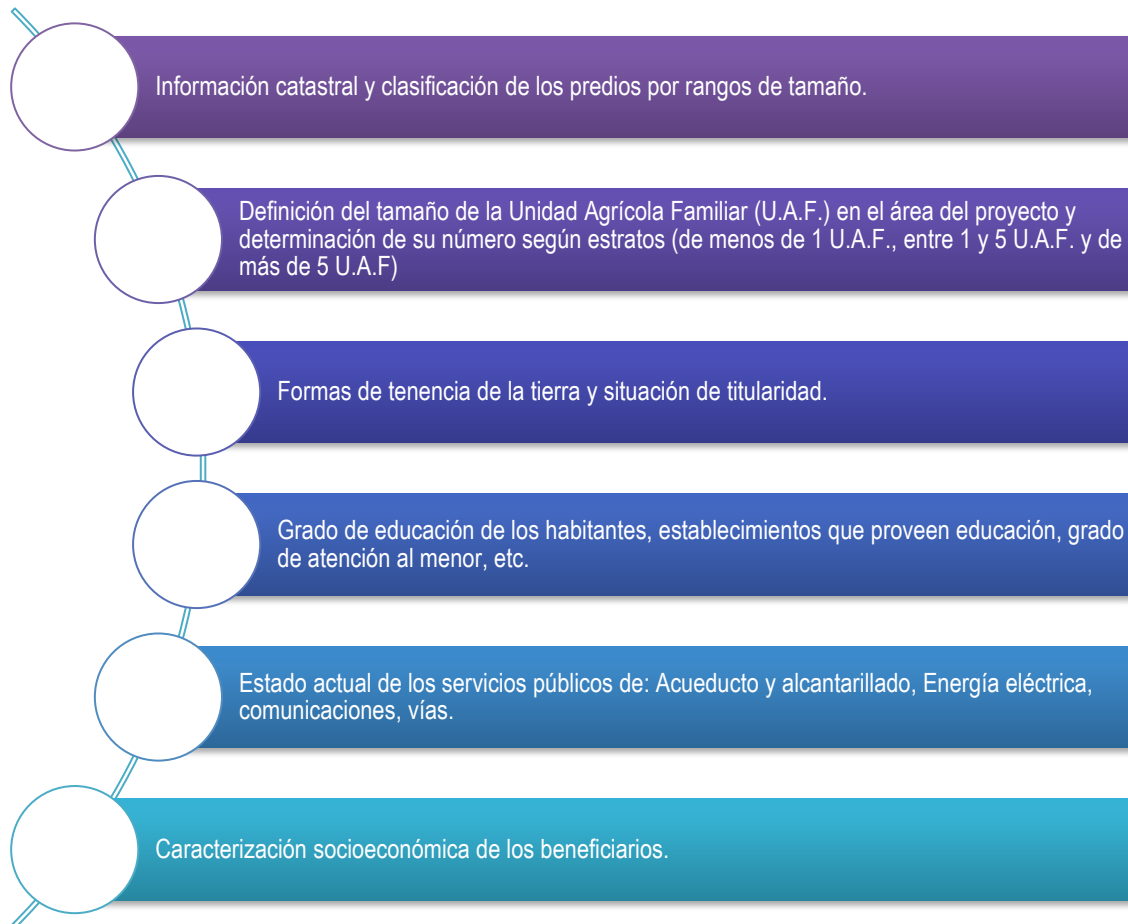 Información catastral y clasificación de los predios por rangos de tamaño.
Definición del tamaño de la Unidad Agrícola Familiar (U.A.F.) en el área del proyecto y
determinación de su número según estratos (de menos de 1 U.A.F., entre 1 y 5 U.A.F. y de
más de 5 U.A.F)
Formas de tenencia de la tierra y situación de titularidad.
Grado de educación de los habitantes, establecimientos que proveen educación, grado
de atención al menor, etc.
Estado actual de los servicios públicos de: Acueducto y alcantarillado, Energía eléctrica,
comunicaciones, vías.
Caracterización socioeconómica de los beneficiarios.